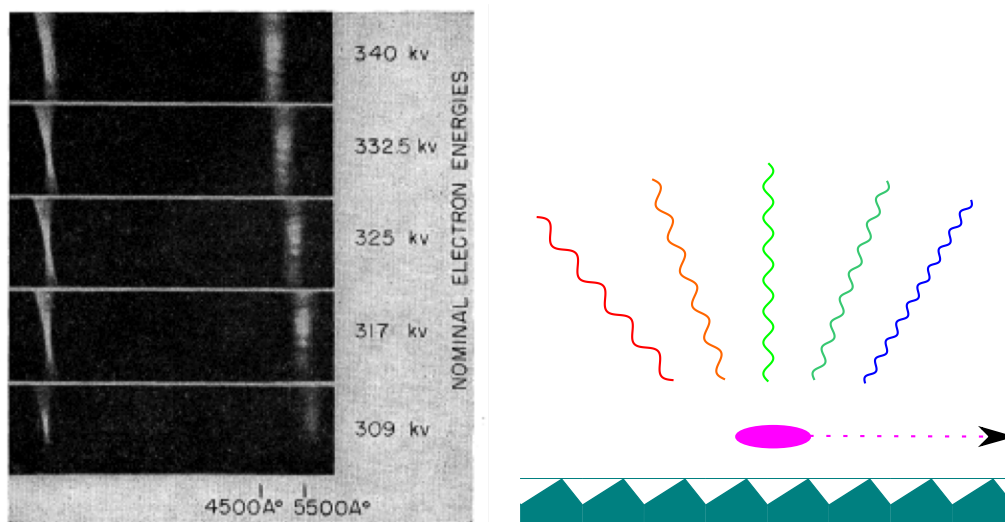 340 kv
332.5 kv
325 kv
317 kv
309 kv
NOMINAL ELECTRON ENERGIES
4500A° 5500A°